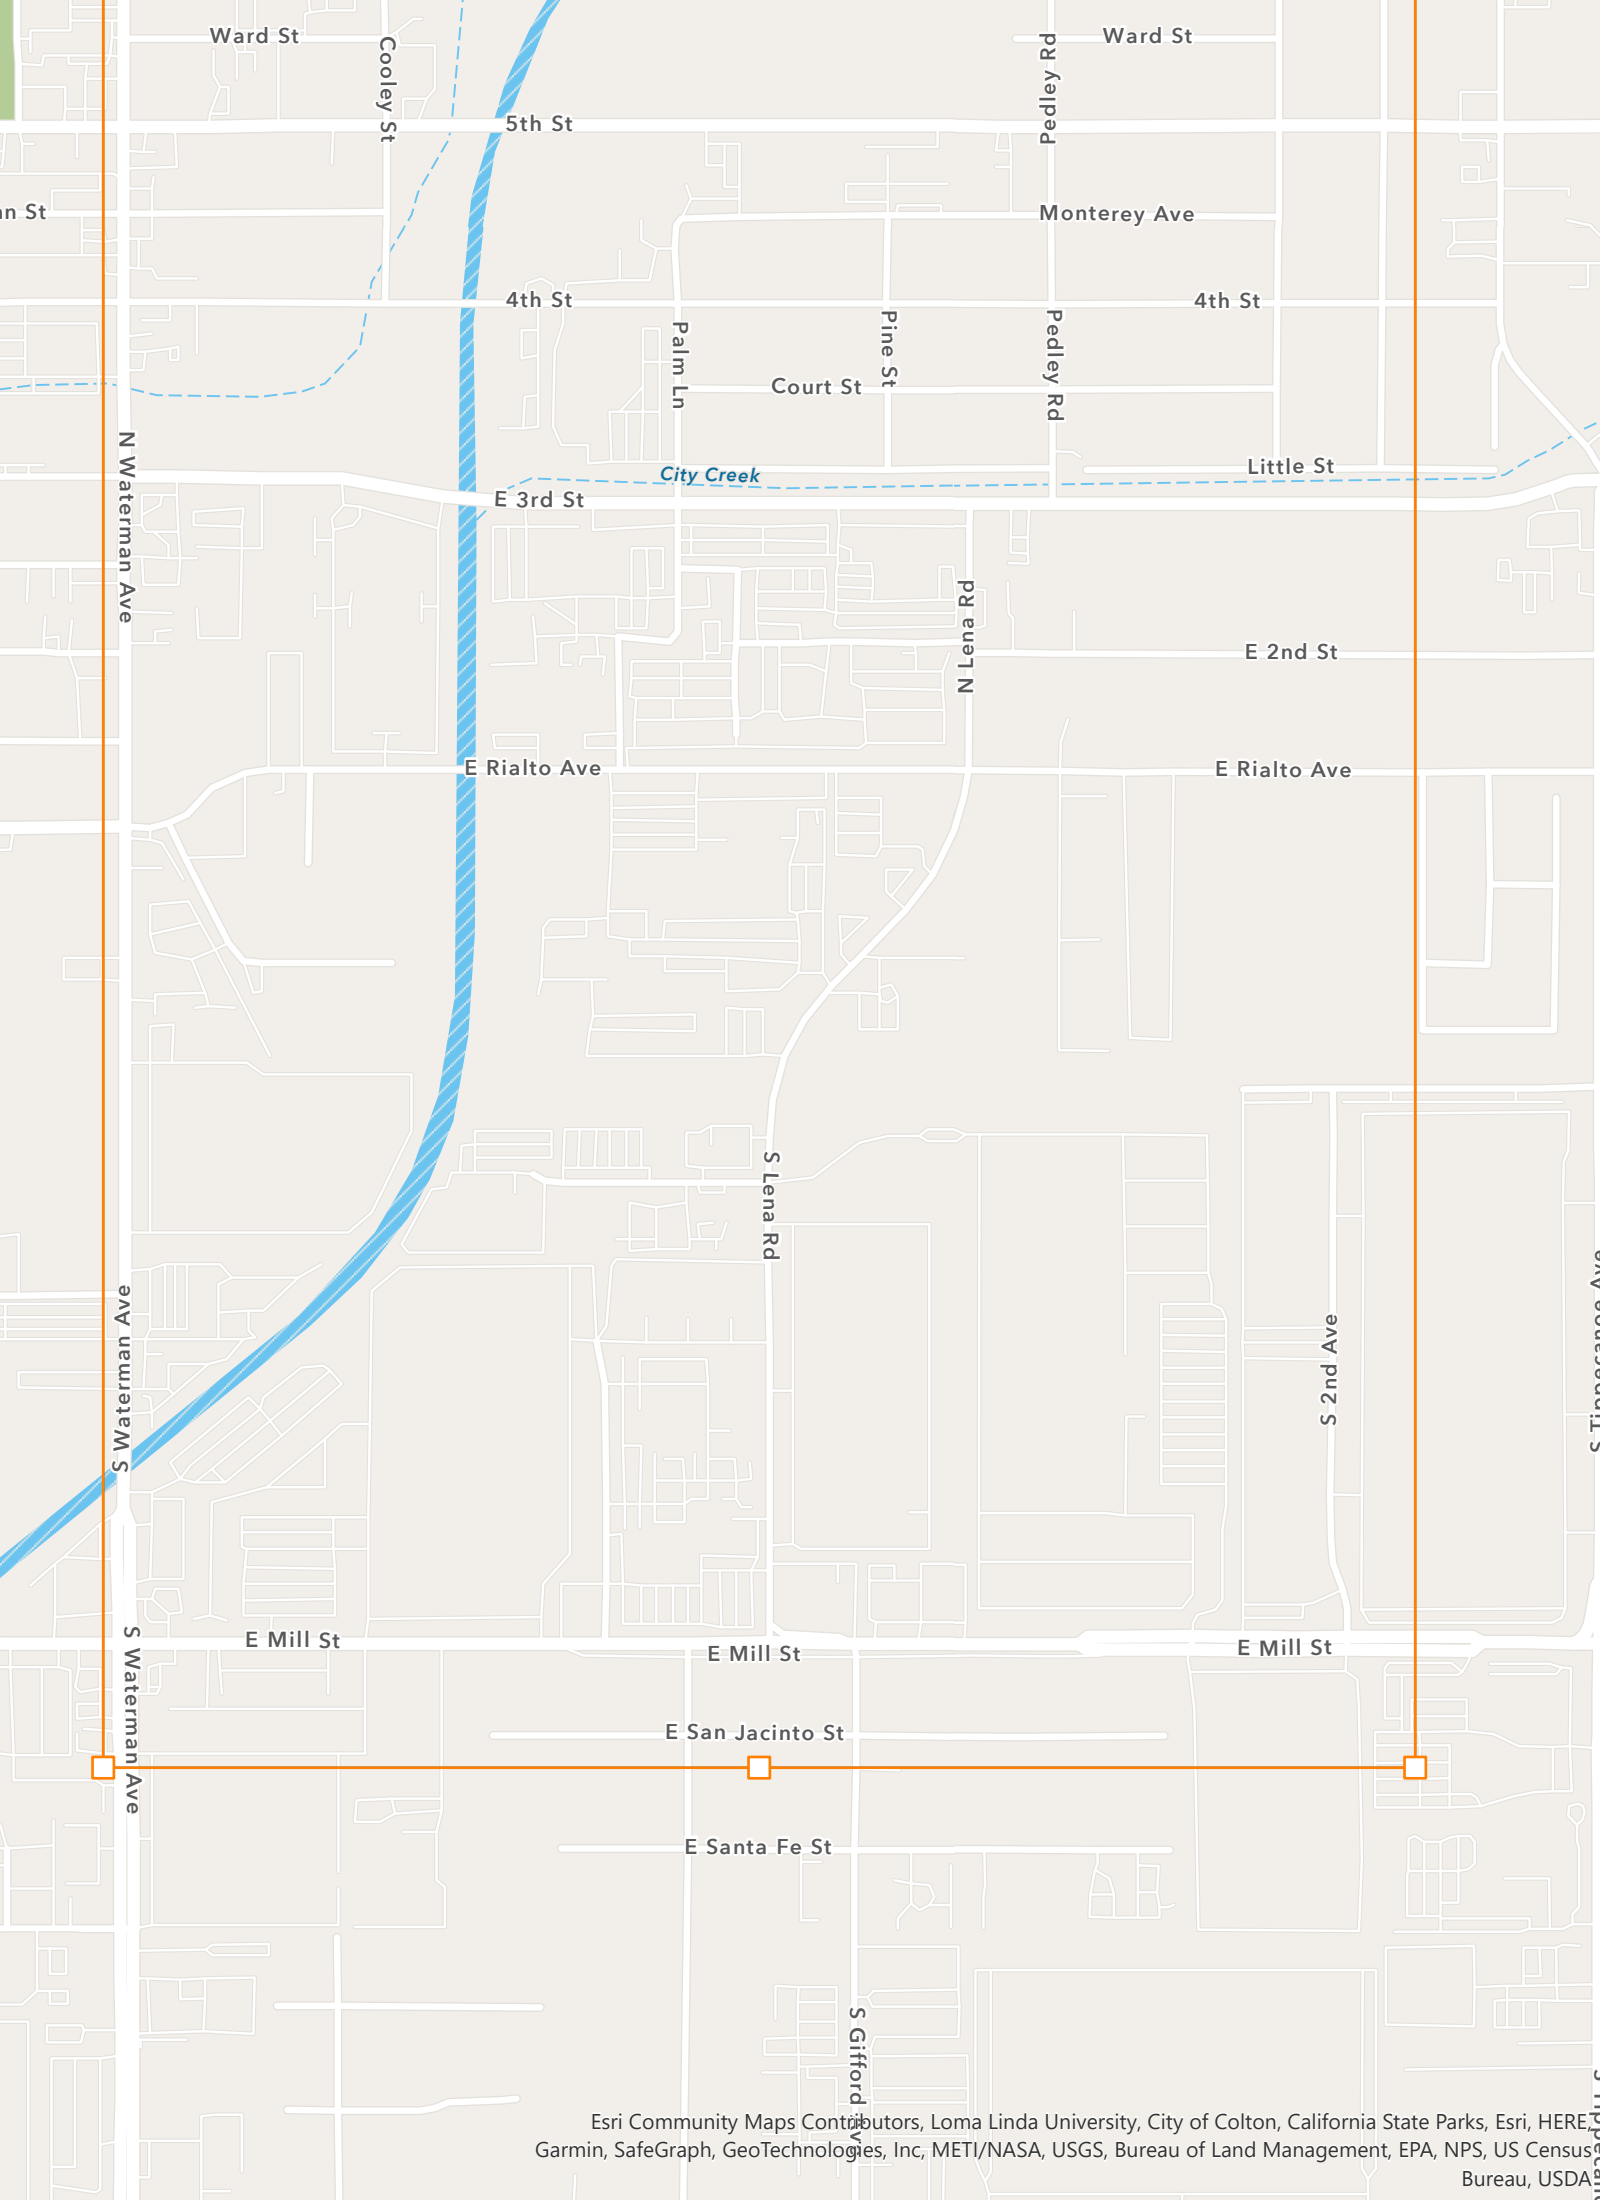 Ward St
Cooley St
Pedley Rd
Ward St
5th St
n St
Monterey Ave
4th St
4th St
Palm Ln
Pine St
Pedley Rd
Court St
N Waterman Ave
City Creek
Little St
E 3rd St
N Lena Rd
E 2nd St
E Rialto Ave
E Rialto Ave
S Lena Rd
S Waterman Ave
S 2nd Ave
E Mill St
S Waterman Ave
E Mill St
E Mill St
E San Jacinto St
E Santa Fe St
S Gifford
Esri Community Maps Contributors, Loma Linda University, City of Colton, California State Parks, Esri, HERE,
Garmin, SafeGraph, GeoTechnologies, Inc, METI/NASA, USGS, Bureau of Land Management, EPA, NPS, US Census
Bureau, USDA